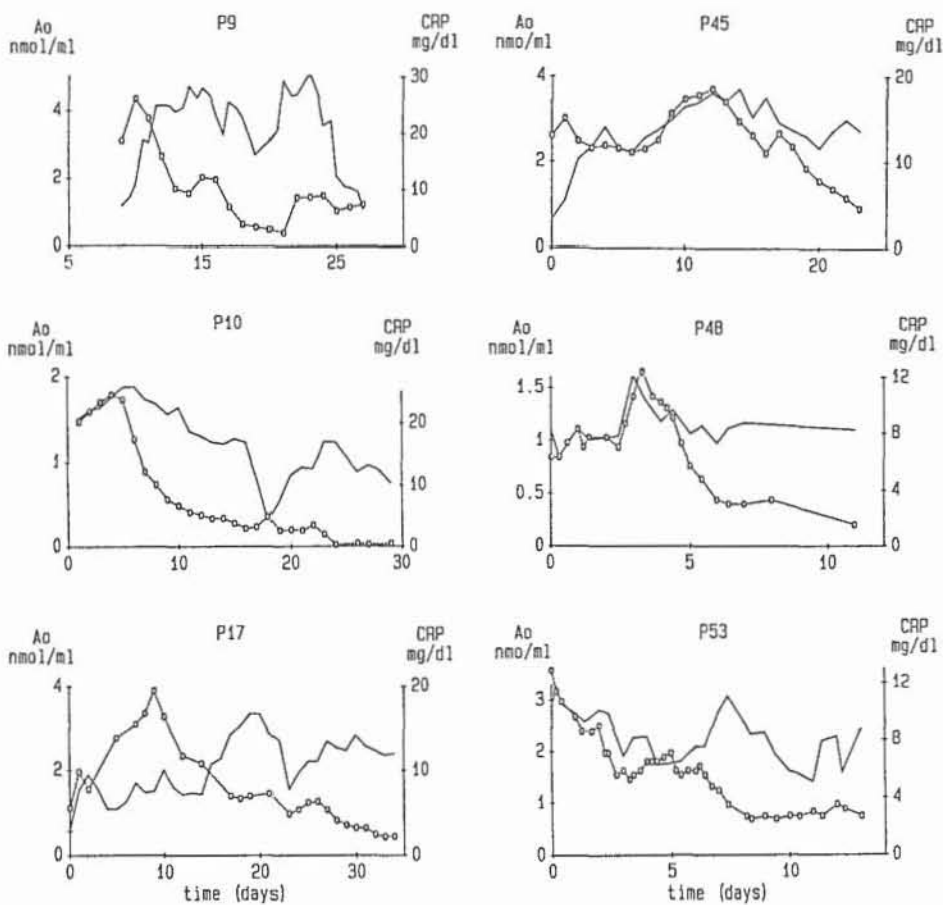 P9
Ao
nmol/ml
CRP
mg/dl
4
2
0
30
20
10
0
5 15 25
P45
Ao
nmo/ml
CRP
mg/dl
4
2
0
20
10
0
0 10 20
P10
Ao
nmol/ml
CRP
mg/dl
2
1
0
20
10
0
0 10 20 30
P48
Ao
nmol/ml
CRP
mg/dl
1.5
1
0.5
0
12
8
4
0
0 5 10
P17
Ao
nmol/ml
CRP
mg/dl
4
2
0
20
15
10
5
0
0 10 20 30
time (days)
P53
Ao
nmo/ml
CRP
mg/dl
3
2
1
0
12
8
4
0
0 5 10
time (days)